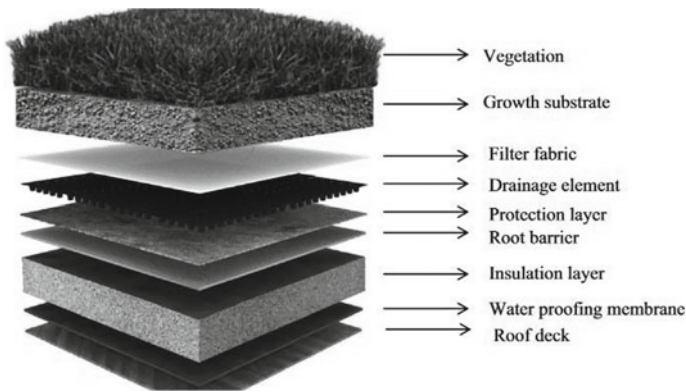 Vegetation
Growth substrate
Filter fabric
Drainage element
Protection layer
Root barrier
Insulation layer
Water proofing membrane
Roof deck